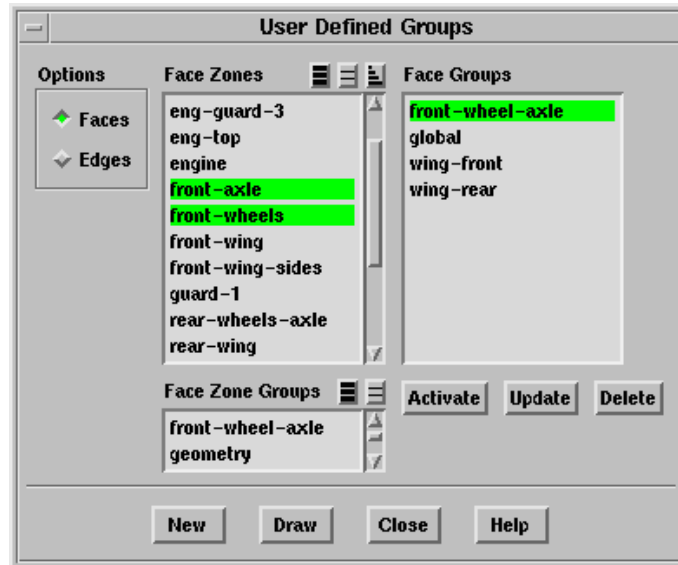 User Defined Groups
Options
Faces
Edges
Face Zones
eng-guard-3
eng-top
engine
front-axle
front-wheels
front-wing
front-wing-sides
guard-1
rear-wheels-axle
rear-wing
Face Groups
front-wheel-axle
global
wing-front
wing-rear
Face Zone Groups
front-wheel-axle
geometry
Activate Update Delete
New Draw Close Help